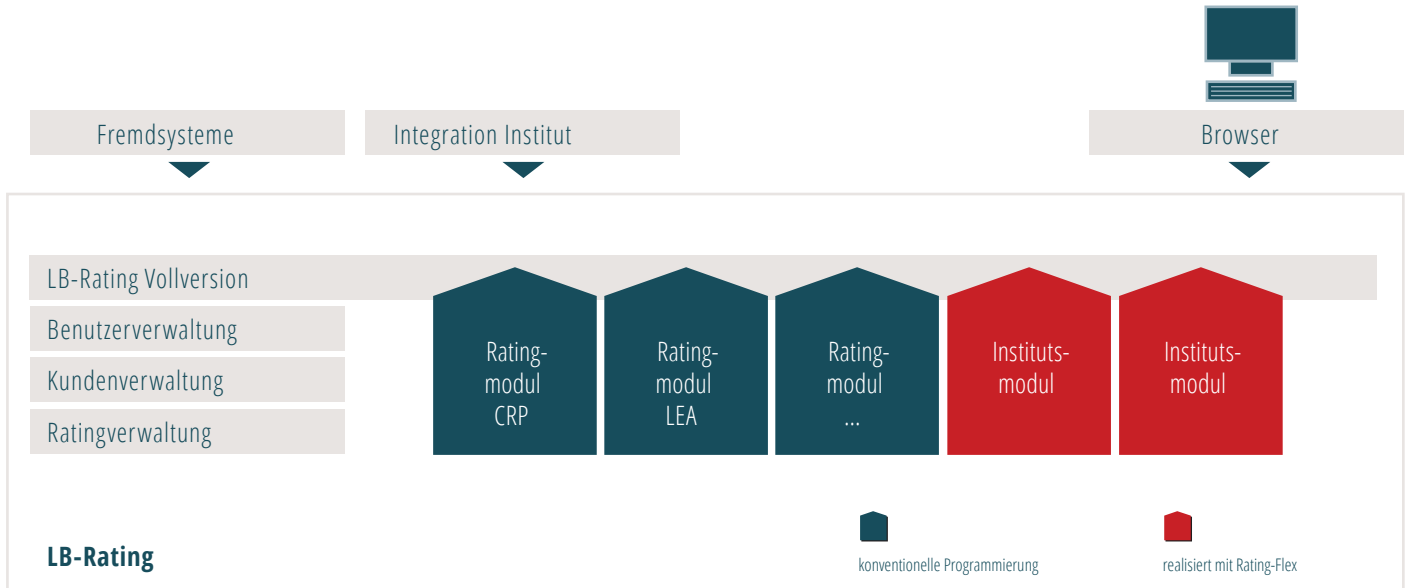 Fremdsysteme
Integration Institut
Browser
LB-Rating Vollversion
Benutzerverwaltung
Kundenverwaltung
Ratingverwaltung
Rating-
modul
CRP
Rating-
modul
LEA
Rating-
modul
...
Instituts-
modul
Instituts-
modul
LB-Rating
konventionelle Programmierung
realisiert mit Rating-Flex